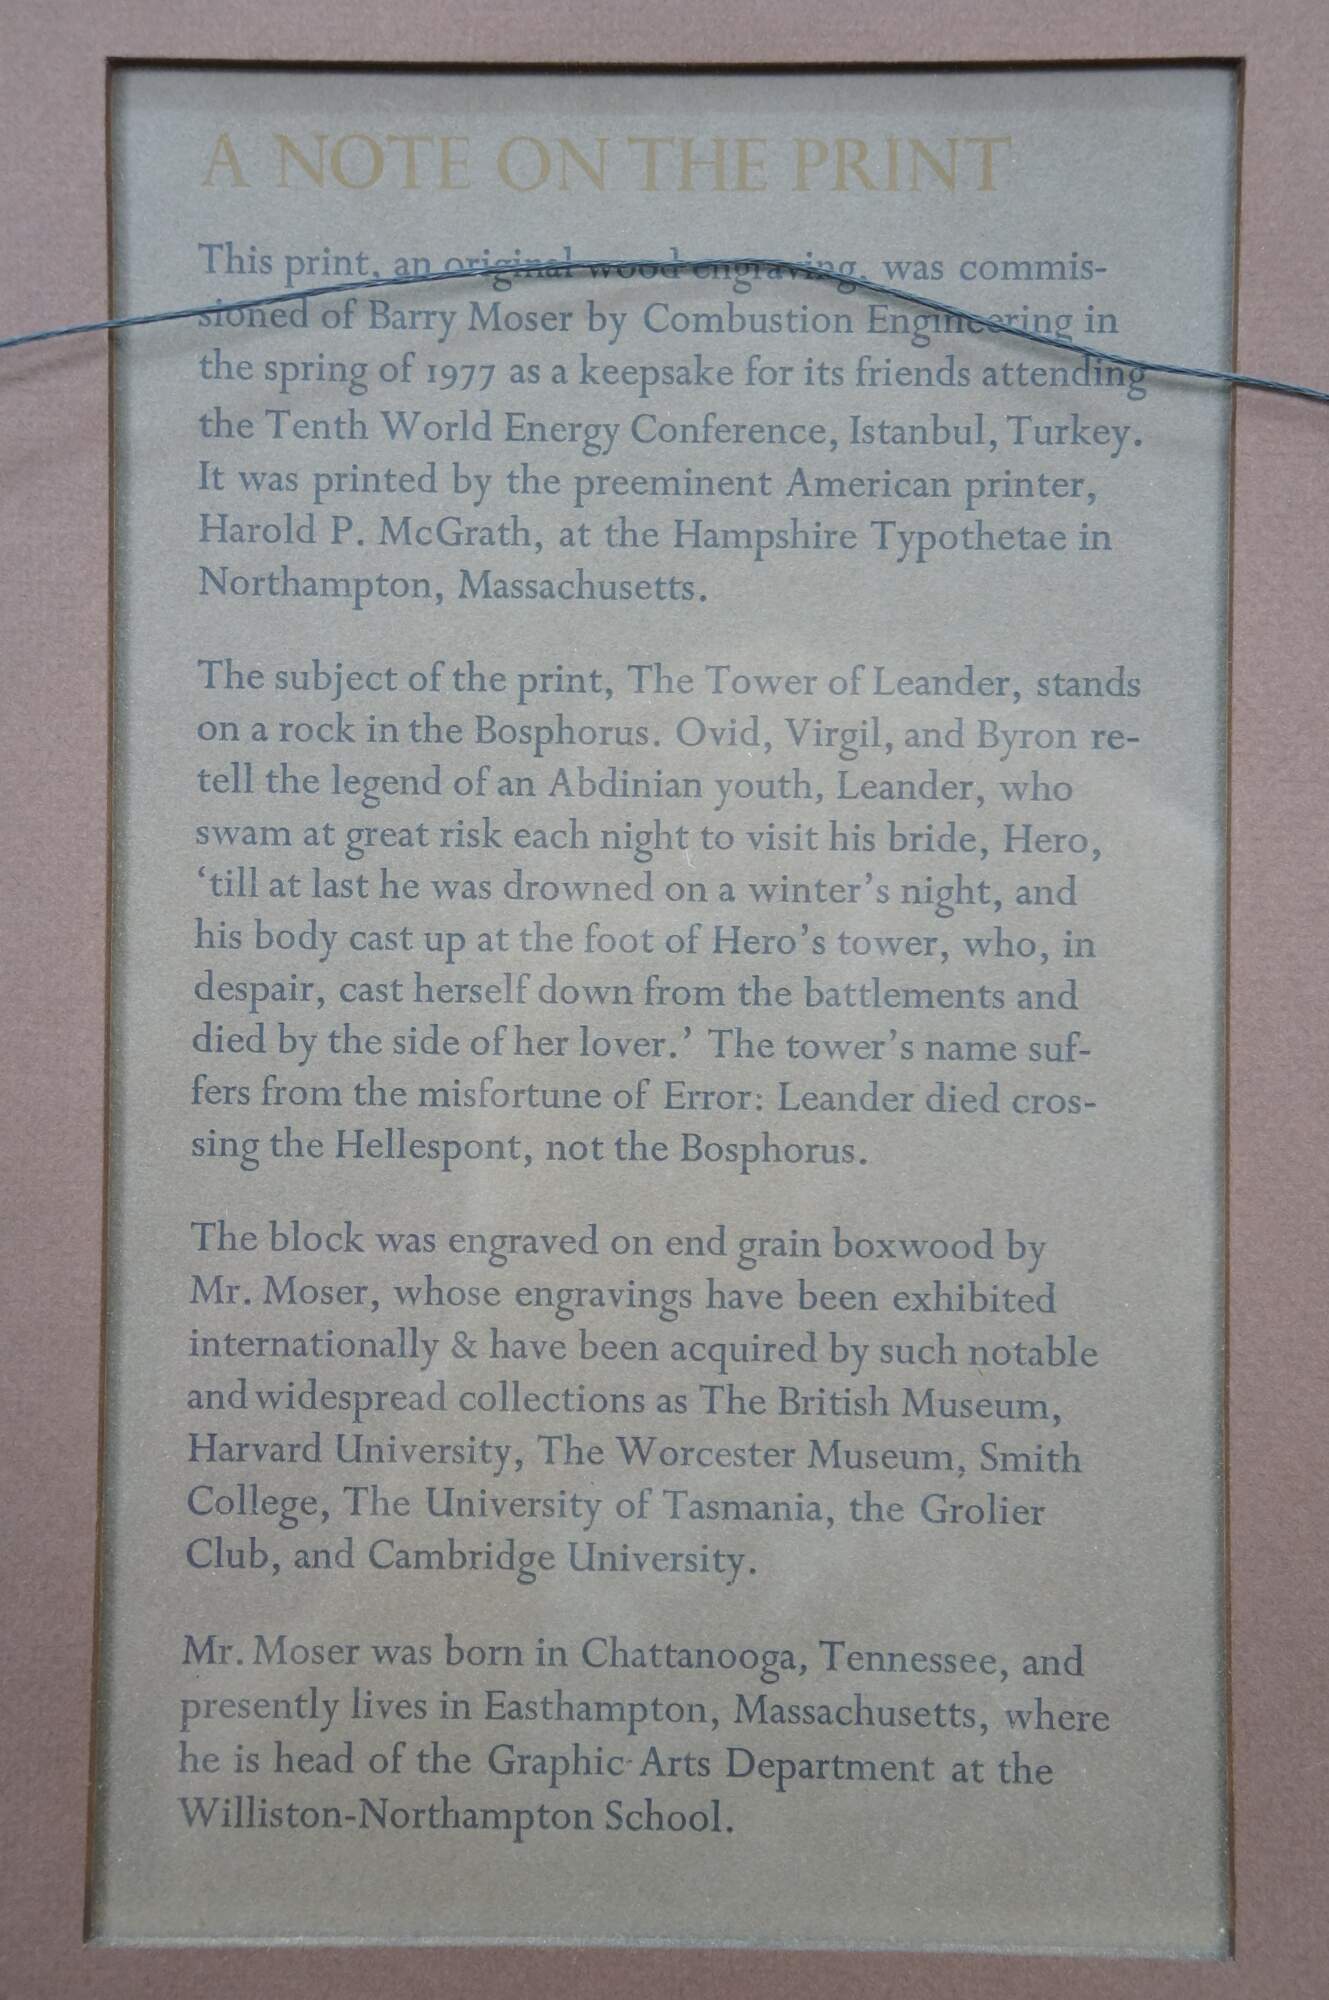 A NOTE ON THE PRINT
This print, an original wood engraving, was commis-
sioned of Barry Moser by Combustion Engineering in
the spring of 1977 as a keepsake for its friends attending
the Tenth World Energy Conference, Istanbul, Turkey.
It was printed by the preeminent American printer,
Harold P. McGrath, at the Hampshire Typothetae in
Northampton, Massachusetts.
The subject of the print, The Tower of Leander, stands
on a rock in the Bosphorus. Ovid, Virgil, and Byron re-
tell the legend of an Abdinian youth, Leander, who
swam at great risk each night to visit his bride, Hero,
‘till at last he was drowned on a winter’s night, and
his body cast up at the foot of Hero’s tower, who, in
despair, cast herself down from the battlements and
died by the side of her lover.’ The tower’s name suf-
fers from the misfortune of Error: Leander died cros-
sing the Hellespont, not the Bosphorus.
The block was engraved on end grain boxwood by
Mr. Moser, whose engravings have been exhibited
internationally & have been acquired by such notable
and widespread collections as The British Museum,
Harvard University, The Worcester Museum, Smith
College, The University of Tasmania, the Grolier
Club, and Cambridge University.
Mr. Moser was born in Chattanooga, Tennessee, and
presently lives in Easthampton, Massachusetts, where
he is head of the Graphic Arts Department at the
Williston-Northampton School.